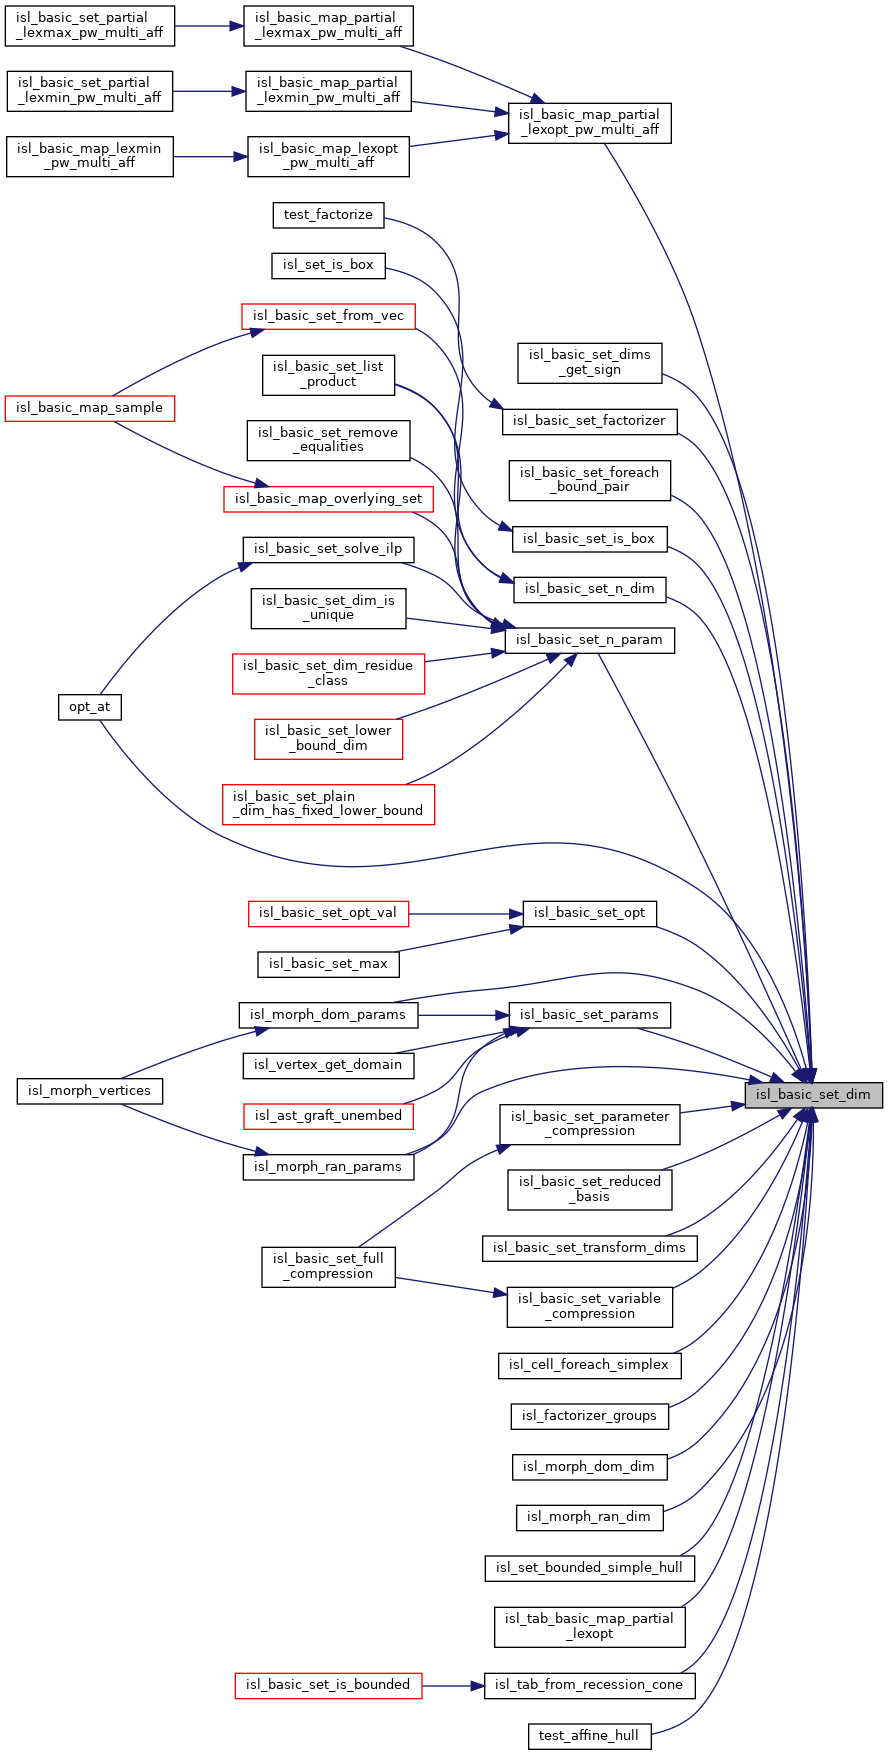 isl_basic_set_partial
_lexmax_pw_multi_aff
isl_basic_map_partial
_lexmax_pw_multi_aff
isl_basic_set_partial
_lexmin_pw_multi_aff
isl_basic_map_partial
_lexmin_pw_multi_aff
isl_basic_map_partial
_lexopt_pw_multi_aff
isl_basic_map_lexmin
_pw_multi_aff
isl_basic_map_lexopt
_pw_multi_aff
test_factorize
isl_set_is_box
isl_basic_set_from_vec
isl_basic_set_dims
_get_sign
isl_basic_set_list
_product
isl_basic_map_sample
isl_basic_set_factorizer
isl_basic_set_remove
_equalities
isl_basic_set_foreach
_bound_pair
isl_basic_map_overlying_set
isl_basic_set_is_box
isl_basic_set_solve_ilp
isl_basic_set_n_dim
isl_basic_set_dim_is
_unique
isl_basic_set_n_param
isl_basic_set_dim_residue
_class
opt_at
isl_basic_set_lower
_bound_dim
isl_basic_set_plain
_dim_has_fixed_lower_bound
isl_basic_set_opt_val
isl_basic_set_opt
isl_basic_set_max
isl_morph_dom_params
isl_basic_set_params
isl_vertex_get_domain
isl_morph_vertices
isl_basic_set_dim
isl_ast_graft_unembed
isl_basic_set_parameter
_compression
isl_morph_ran_params
isl_basic_set_reduced
_basis
isl_basic_set_transform_dims
isl_basic_set_full
_compression
isl_basic_set_variable
_compression
isl_cell_foreach_simplex
isl_factorizer_groups
isl_morph_dom_dim
isl_morph_ran_dim
isl_set_bounded_simple_hull
isl_tab_basic_map_partial
_lexopt
isl_basic_set_is_bounded
isl_tab_from_recession_cone
test_affine_hull